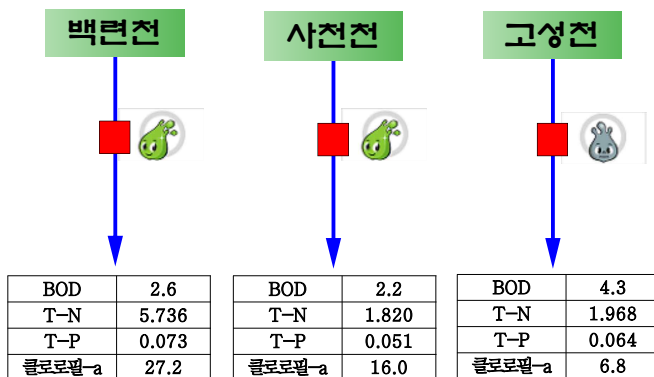 백련천 사천천 고성천
BOD 2.6
T-N 5.736
T-P 0.073
클로로필-a 27.2
BOD 2.2
T-N 1.820
T-P 0.051
클로로필-a 16.0
BOD 4.3
T-N 1.968
T-P 0.064
클로로필-a 6.8